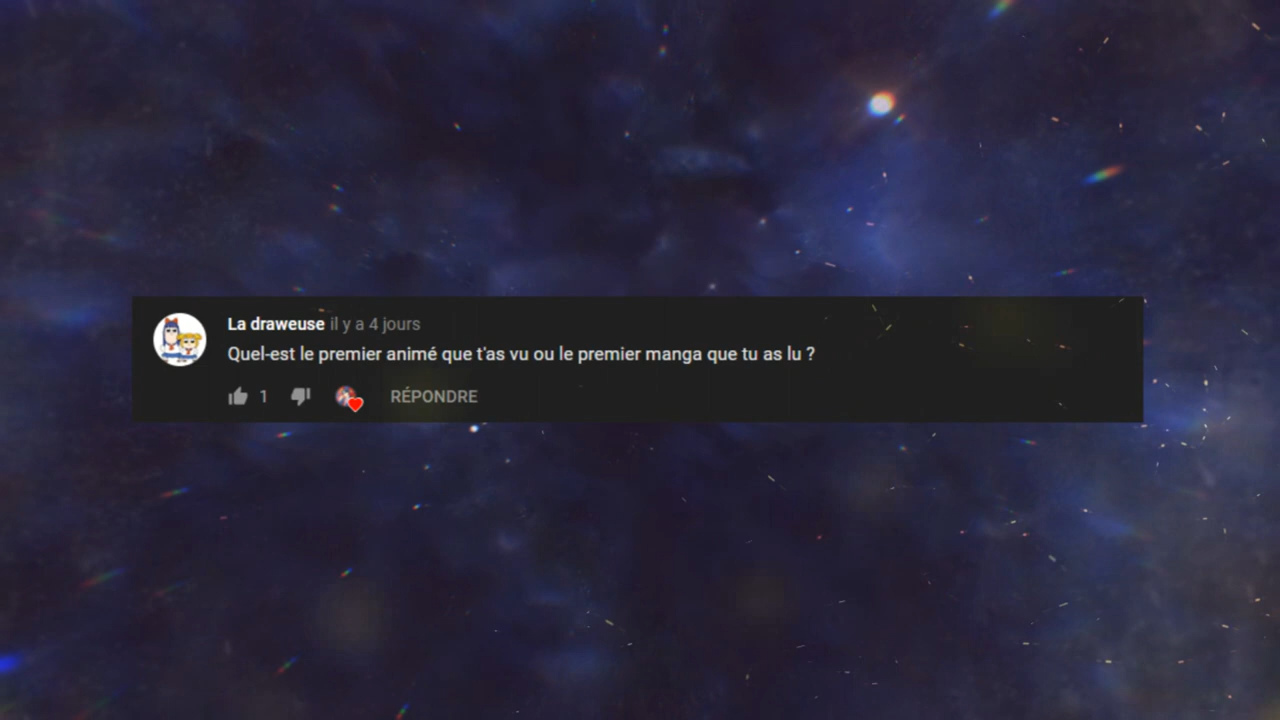 La draweuse il y a 4 jours
Quel-est le premier animé que t'as vu ou le premier manga que tu as lu ?
1 RÉPONDRE